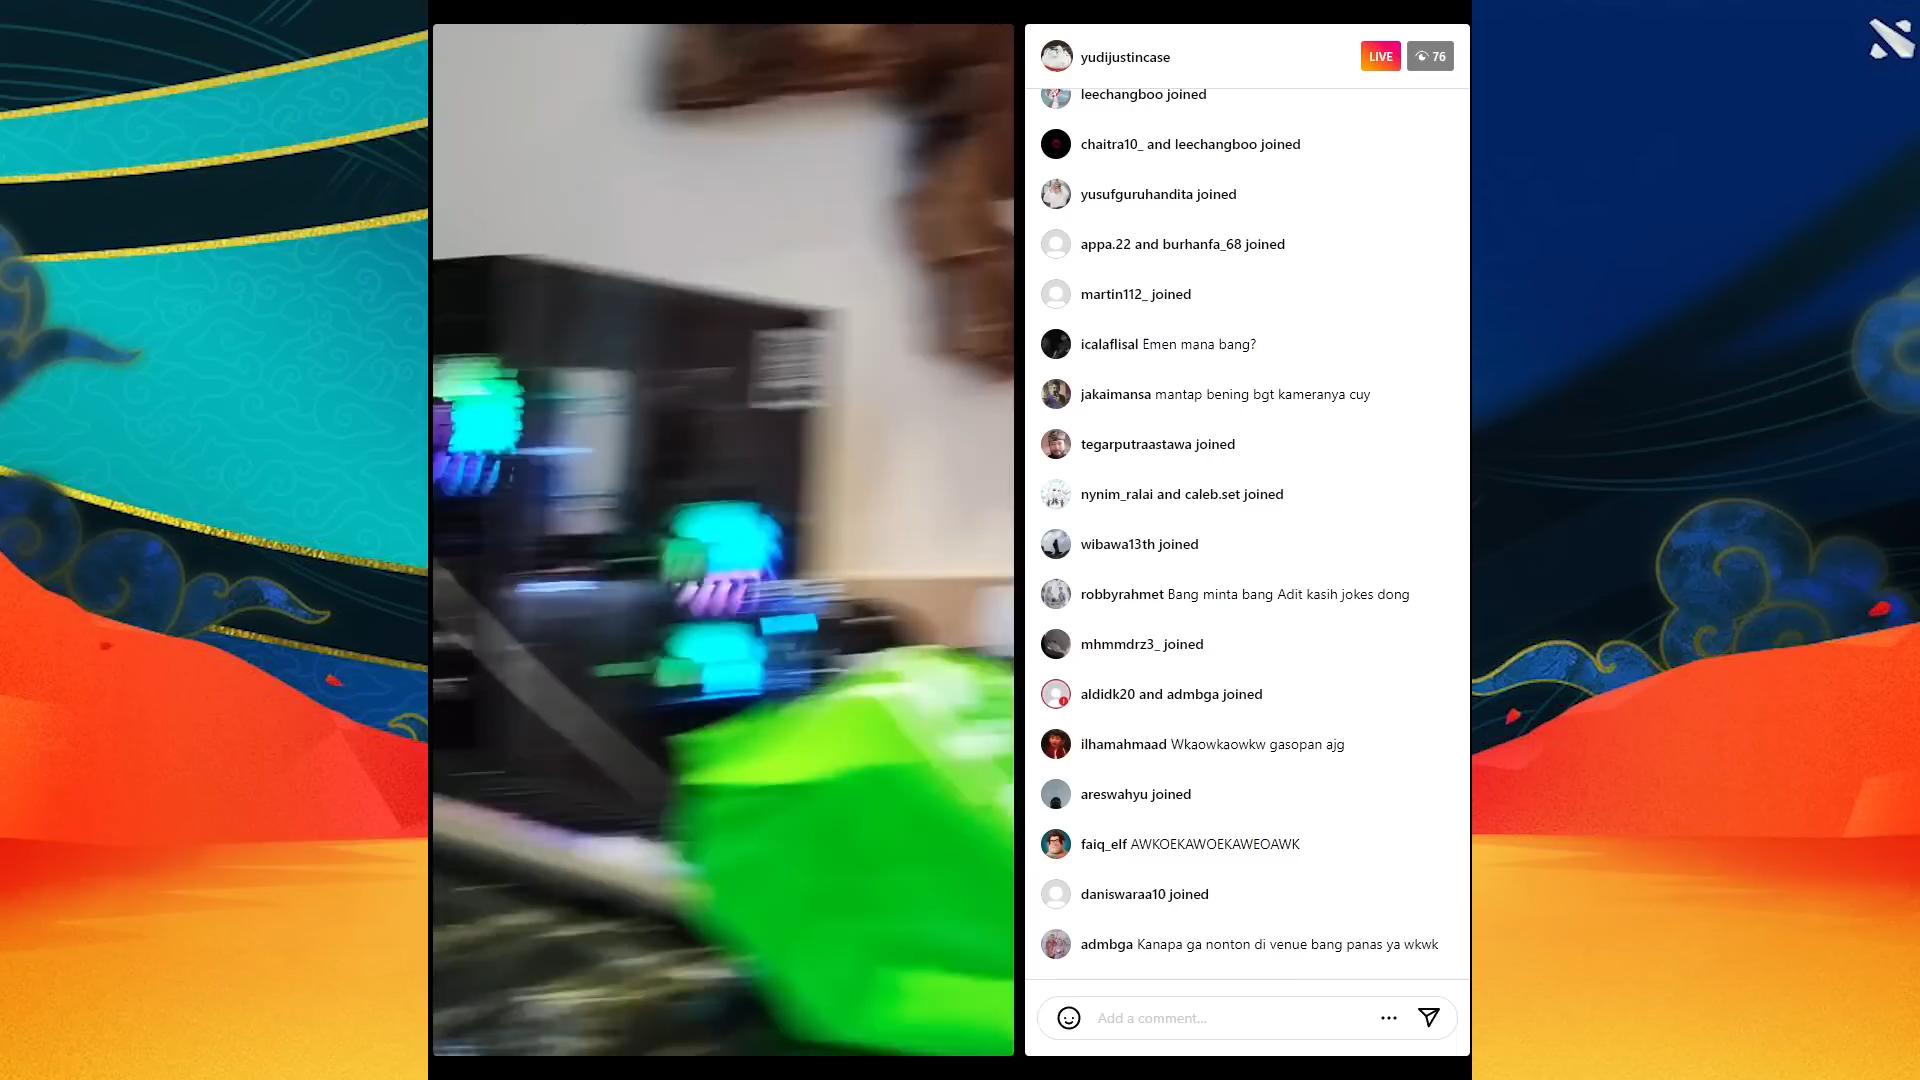 yudijustincase
LIVE
76
leechangboo joined
chaitra10_ and leechangboo joined
yusufguruhandita joined
appa.22 and burhanfa_68 joined
martin112_ joined
icalaflisal Emen mana bang?
jakaimansa mantap bening bgt kameranya cuy
tegarputraastawa joined
nynim_ralai and caleb.set joined
wibawa13th joined
robbyrahmet Bang minta bang Adit kasih jokes dong
mhmmdrz3_ joined
aldidk20 and admbga joined
ilhamahmaad Wkaowkaowkw gasopan ajg
areswahyu joined
faiq_elf AWKOEKAWOEKAWEOAWK
daniswaraa10 joined
admbga Kanapa ga nonton di venue bang panas ya wkwk
Add a comment...